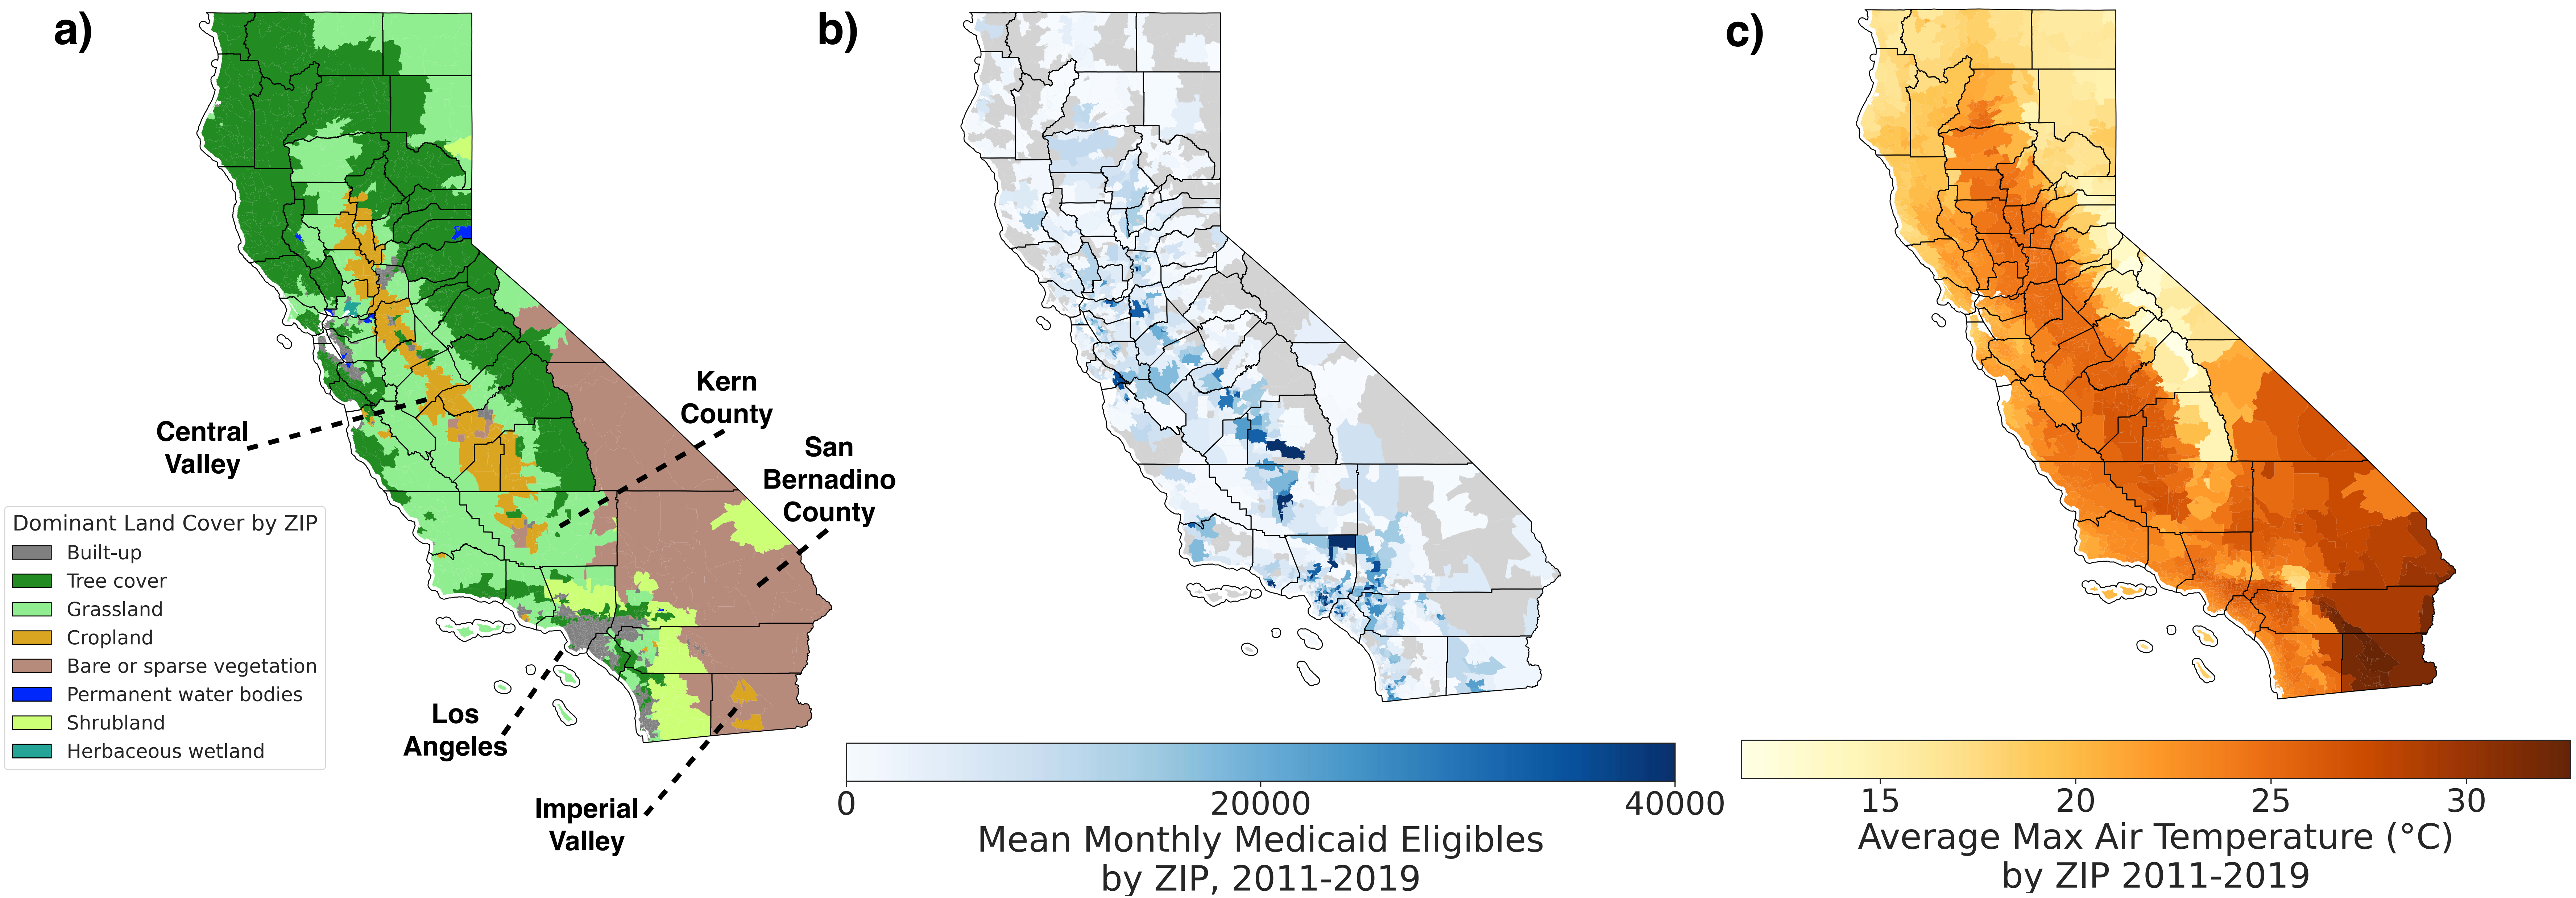 a)
b)
c)
Kern
County
San
Bernadino
County
Central
Valley
Dominant Land Cover by ZIP
Built-up
Tree cover
Grassland
Cropland
Bare or sparse vegetation
Permanent water bodies
Shrubland
Herbaceous wetland
Los
Angeles
Imperial
Valley
0 20000 40000
Mean Monthly Medicaid Eligibles
by ZIP, 2011-2019
15 20 25 30
Average Max Air Temperature (°C)
by ZIP 2011-2019